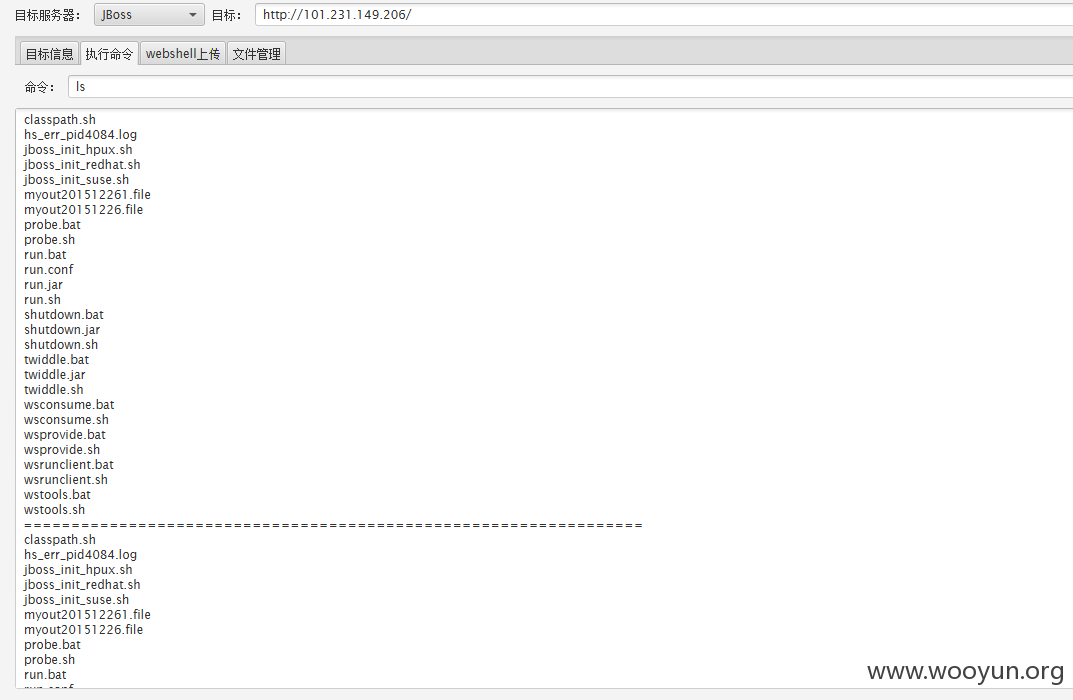 目标服务器： JBoss 目标： http://101.231.149.206/
目标信息 执行命令 webshell上传 文件管理
命令： ls
classpath.sh
hs_err_pid4084.log
jboss_init_hpux.sh
jboss_init_redhat.sh
jboss_init_suse.sh
myout201512261.file
myout20151226.file
probe.bat
probe.sh
run.bat
run.conf
run.jar
run.sh
shutdown.bat
shutdown.jar
shutdown.sh
twiddle.bat
twiddle.jar
twiddle.sh
wsconsume.bat
wsconsume.sh
wsprovide.bat
wsprovide.sh
wsrunclient.bat
wsrunclient.sh
wstools.bat
wstools.sh
=================================================================
classpath.sh
hs_err_pid4084.log
jboss_init_hpux.sh
jboss_init_redhat.sh
jboss_init_suse.sh
myout201512261.file
myout20151226.file
probe.bat
probe.sh
run.bat
run.conf
www.wooyun.org